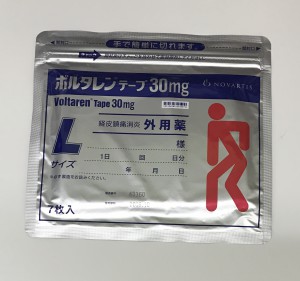 手で簡単に切れます。
ボルタレンテープ30mg
Voltaren Tape 30mg
NOVARTIS
経皮鎮痛消炎 外用薬
L
サイズ
様
1日 回 日分
年 月 日
7枚入